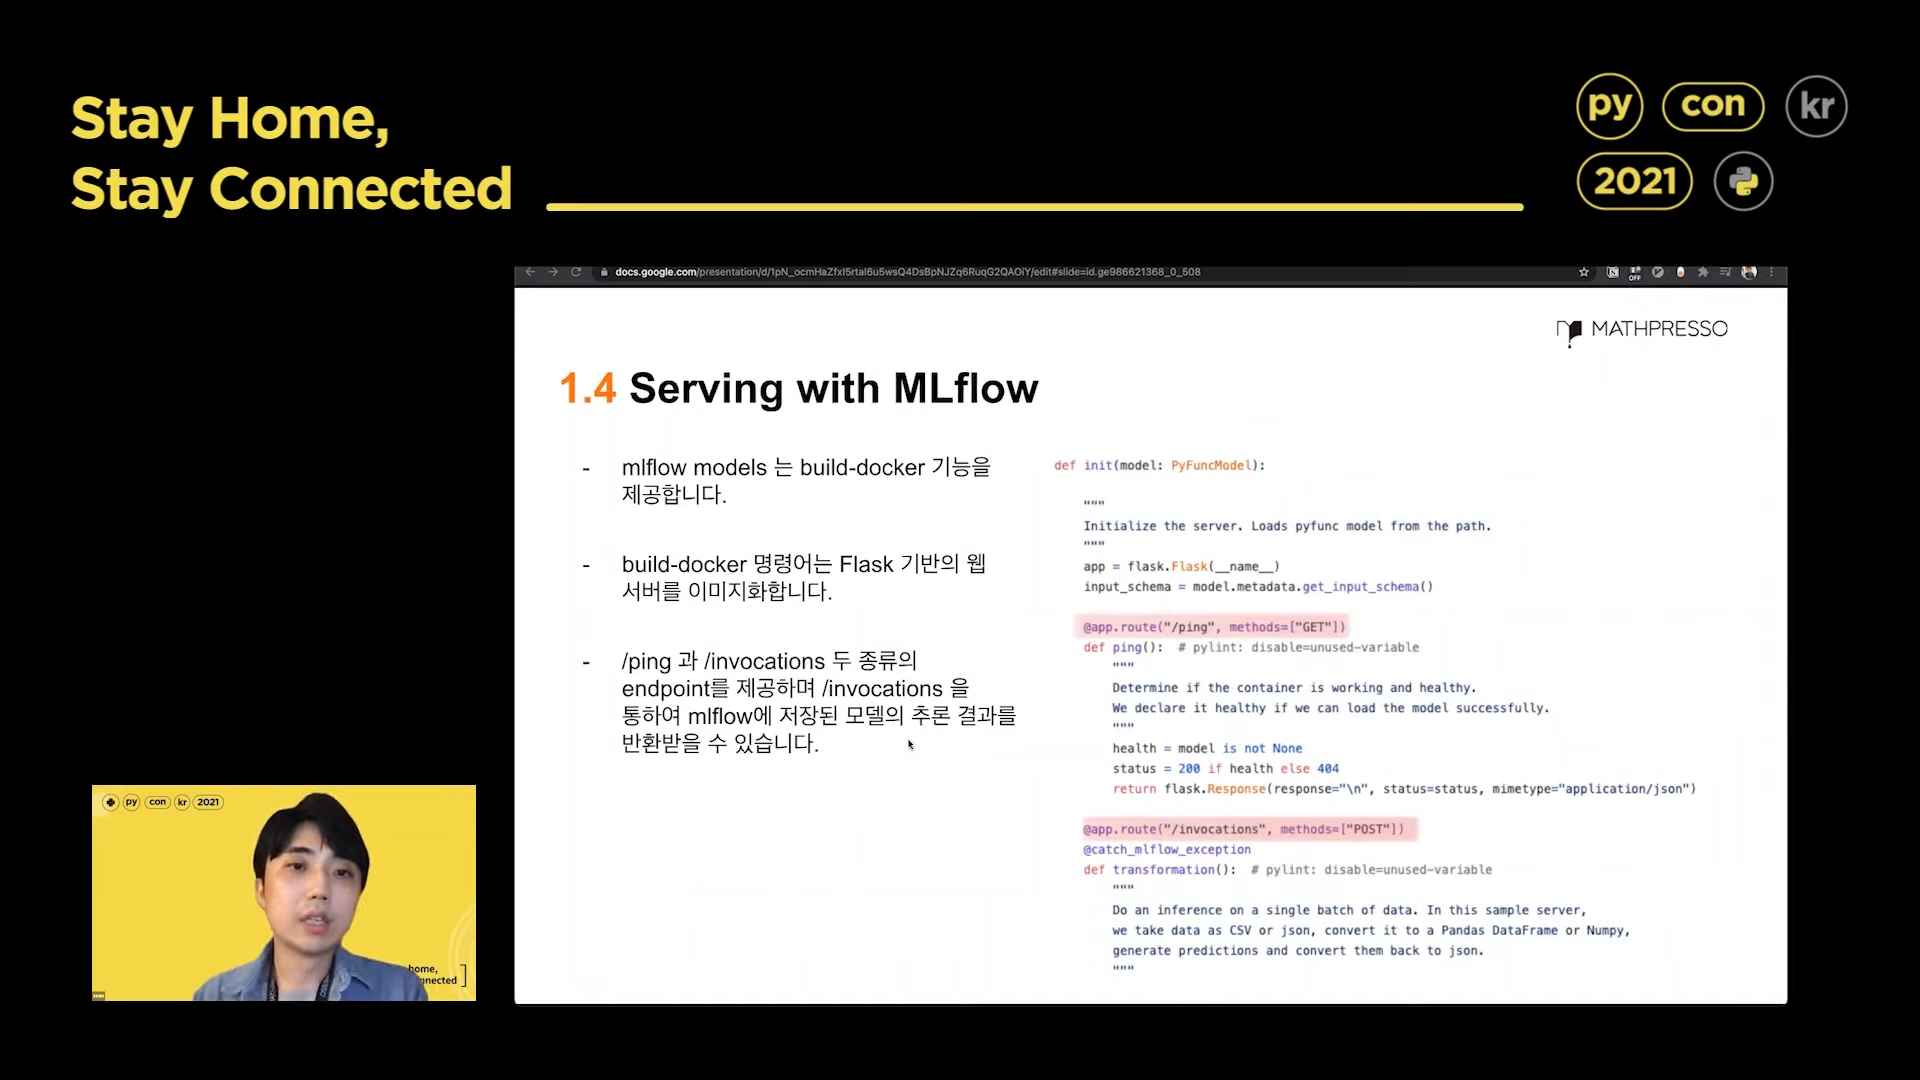 Stay Home,
Stay Connected
py con kr
2021
docs.google.com/presentation/d/1pN_ocmHaZfxI5rtal6u5wsQ4DsBpNJZq6RuqG2QAOiY/edit#slide=id.ge986621368_0_508
OFF
MATHPRESSO
1.4 Serving with MLflow
- mlflow models 는 build-docker 기능을
제공합니다.
- build-docker 명령어는 Flask 기반의 웹
서버를 이미지화합니다.
- /ping 과 /invocations 두 종류의
endpoint를 제공하며 /invocations 을
통하여 mlflow에 저장된 모델의 추론 결과를
반환받을 수 있습니다.
def init(model: PyFuncModel):
"""
Initialize the server. Loads pyfunc model from the path.
"""
app = flask.Flask(__name__)
input_schema = model.metadata.get_input_schema()
@app.route("/ping", methods=["GET"])
def ping():  # pylint: disable=unused-variable
"""
Determine if the container is working and healthy.
We declare it healthy if we can load the model successfully.
"""
health = model is not None
status = 200 if health else 404
return flask.Response(response="\n", status=status, mimetype="application/json")
@app.route("/invocations", methods=["POST"])
@catch_mlflow_exception
def transformation():  # pylint: disable=unused-variable
"""
Do an inference on a single batch of data. In this sample server,
we take data as CSV or json, convert it to a Pandas DataFrame or Numpy,
generate predictions and convert them back to json.
"""
py con kr 2021
home,
nnected ]